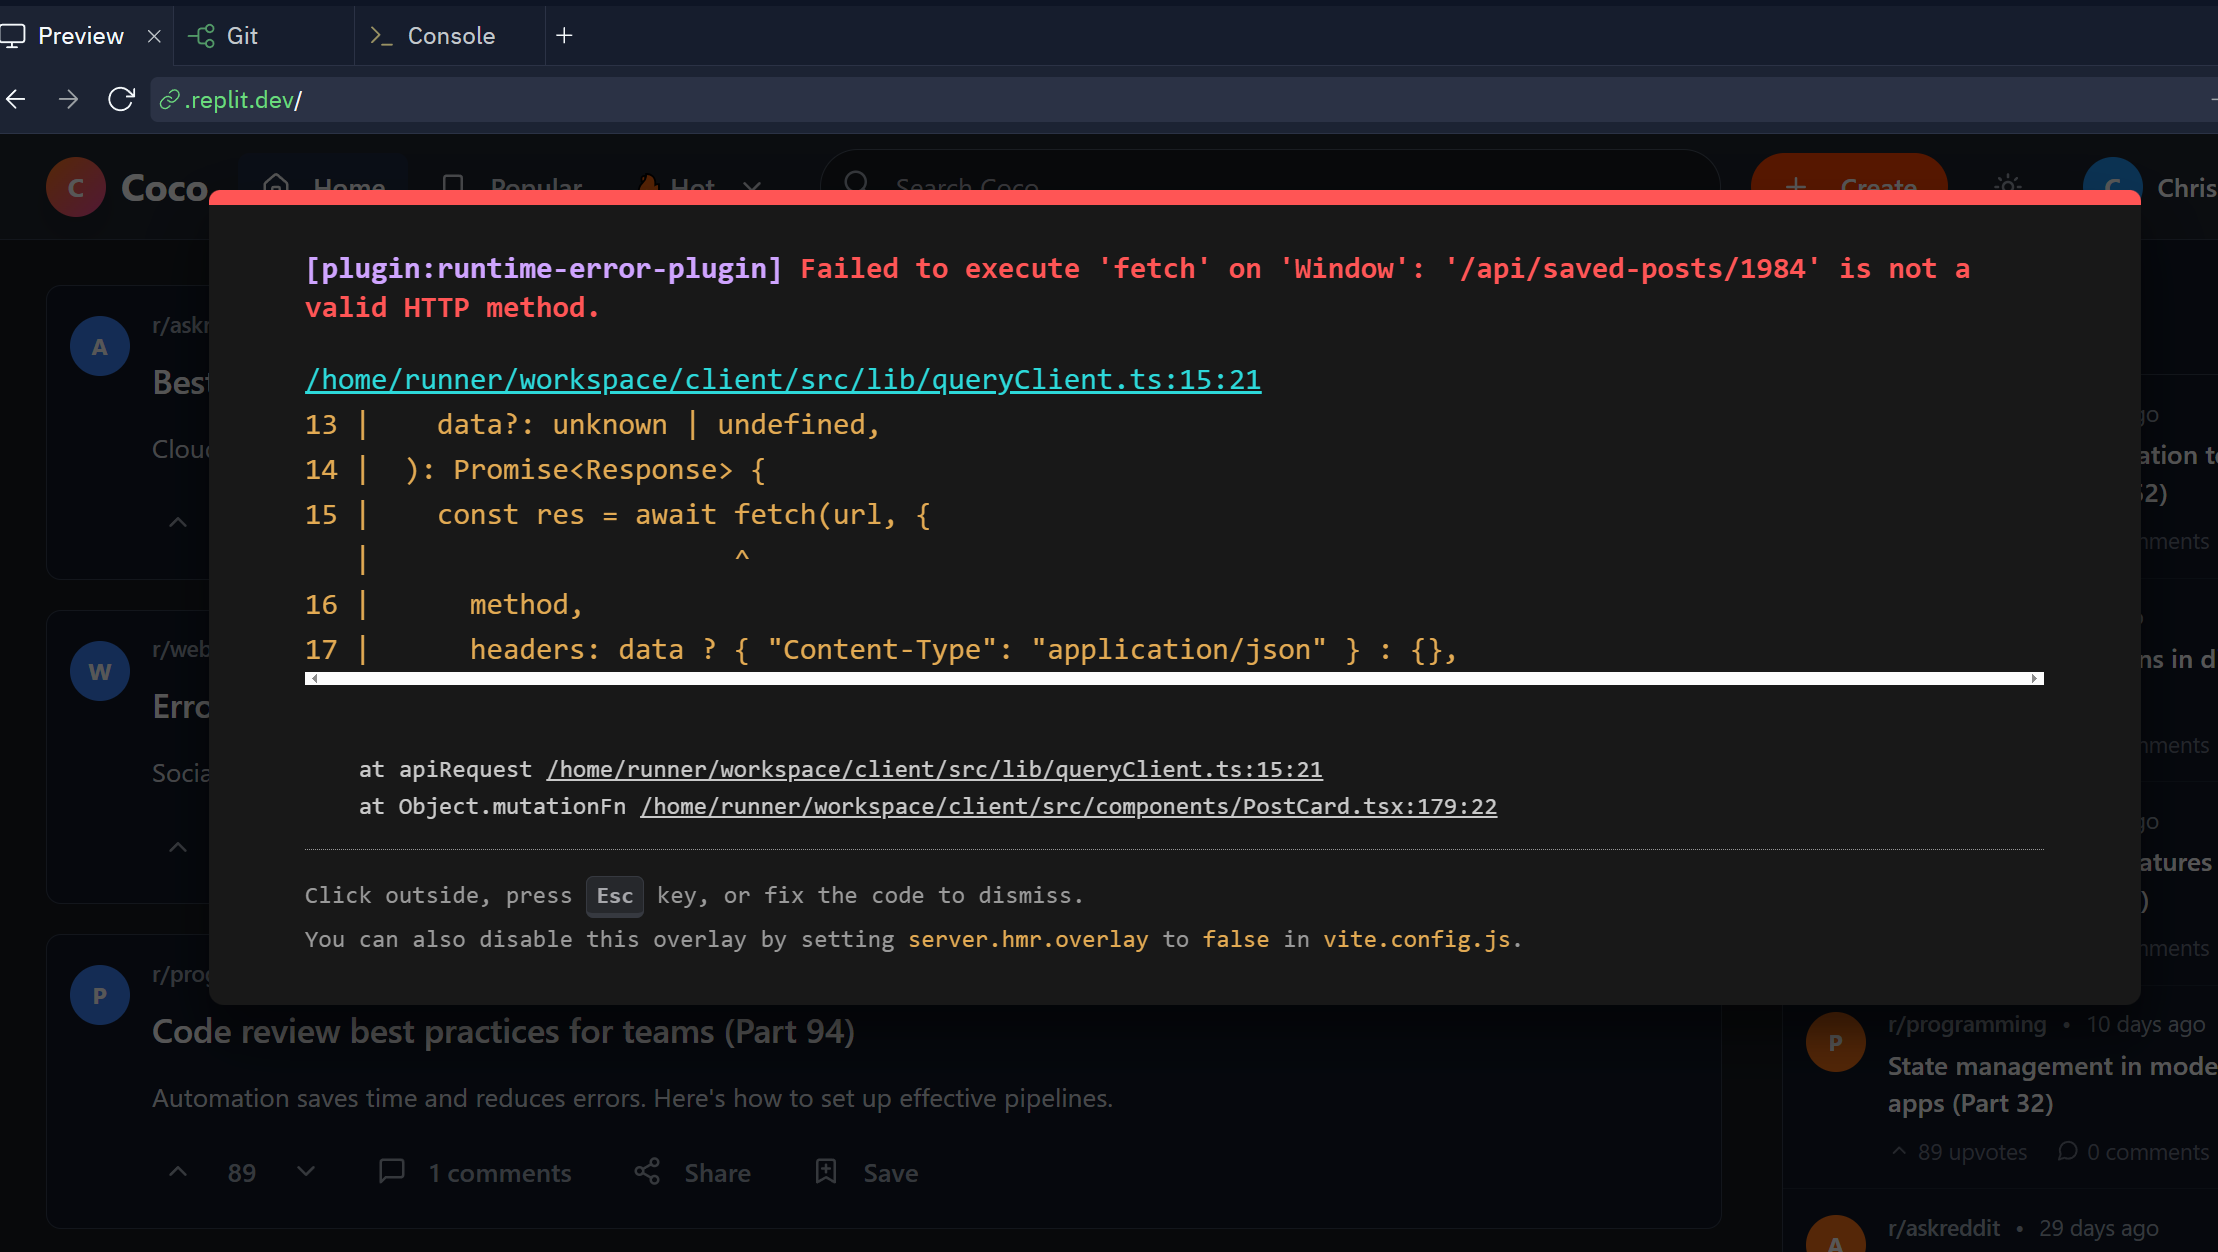 Preview
Git
Console
.replit.dev/
C
Coco
Home
Popular
Hot
Search Coco
Create
C
Chris
[plugin:runtime-error-plugin] Failed to execute 'fetch' on 'Window': '/api/saved-posts/1984' is not a
valid HTTP method.
/home/runner/workspace/client/src/lib/queryClient.ts:15:21
13 |    data?: unknown | undefined,
14 |  ): Promise<Response> {
15 |    const res = await fetch(url, {
|                      ^
16 |      method,
17 |      headers: data ? { "Content-Type": "application/json" } : {},
at apiRequest /home/runner/workspace/client/src/lib/queryClient.ts:15:21
at Object.mutationFn /home/runner/workspace/client/src/components/PostCard.tsx:179:22
Click outside, press Esc key, or fix the code to dismiss.
You can also disable this overlay by setting server.hmr.overlay to false in vite.config.js.
A
r/askr
Best
Clou
W
r/web
Erro
Socia
P
r/prog
Code review best practices for teams (Part 94)
Automation saves time and reduces errors. Here's how to set up effective pipelines.
89
1 comments
Share
Save
go
ation to
52)
mments
ns in d
mments
go
atures
)
mments
P
r/programming • 10 days ago
State management in mode
apps (Part 32)
89 upvotes
0 comments
A
r/askreddit • 29 days ago